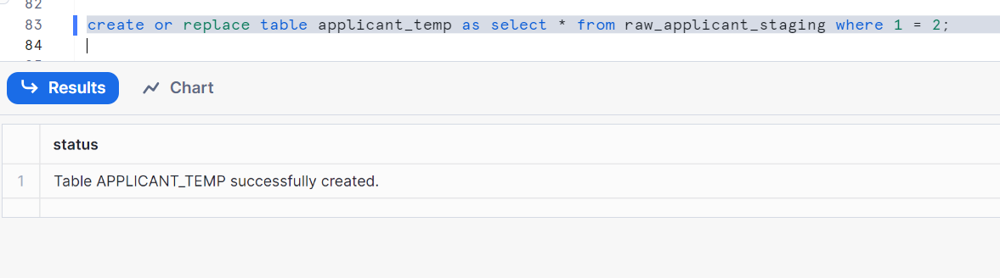 82
83 create or replace table applicant_temp as select * from raw_applicant_staging where 1 = 2;
84
Results Chart
status
1 Table APPLICANT_TEMP successfully created.